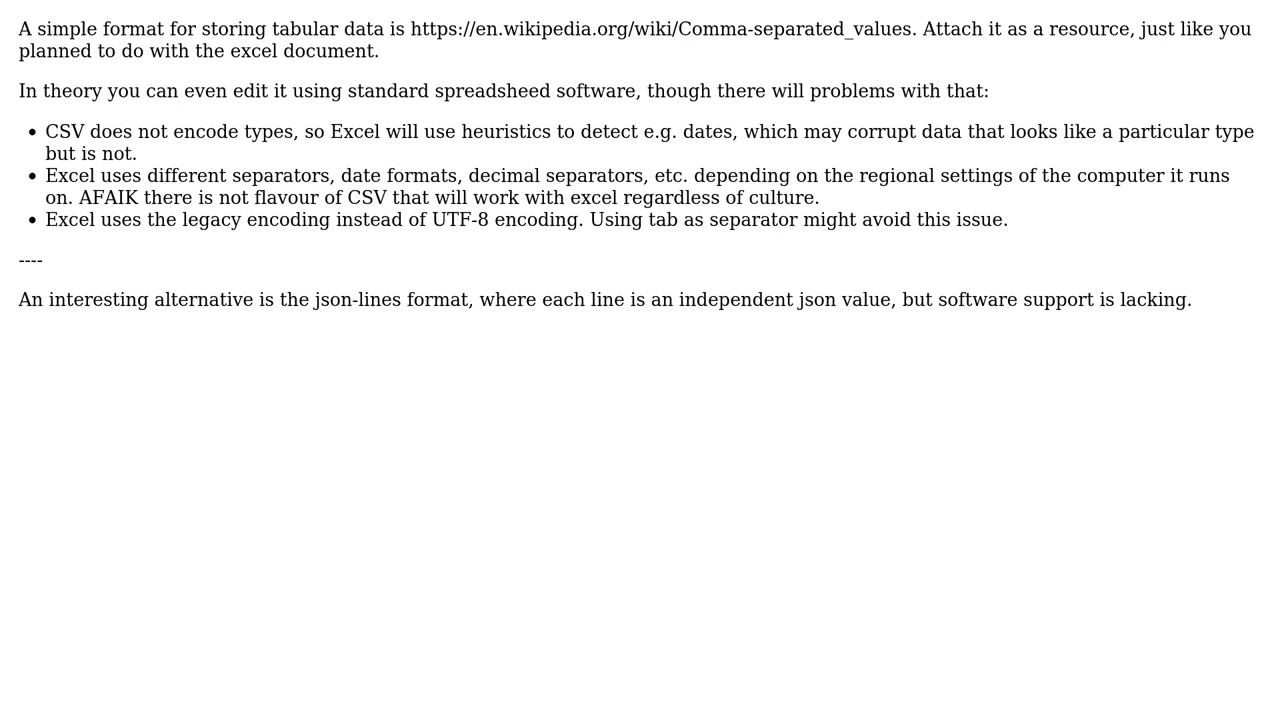 A simple format for storing tabular data is https://en.wikipedia.org/wiki/Comma-separated_values. Attach it as a resource, just like you
planned to do with the excel document.
In theory you can even edit it using standard spreadsheed software, though there will problems with that:
• CSV does not encode types, so Excel will use heuristics to detect e.g. dates, which may corrupt data that looks like a particular type
but is not.
• Excel uses different separators, date formats, decimal separators, etc. depending on the regional settings of the computer it runs
on. AFAIK there is not flavour of CSV that will work with excel regardless of culture.
• Excel uses the legacy encoding instead of UTF-8 encoding. Using tab as separator might avoid this issue.
----
An interesting alternative is the json-lines format, where each line is an independent json value, but software support is lacking.